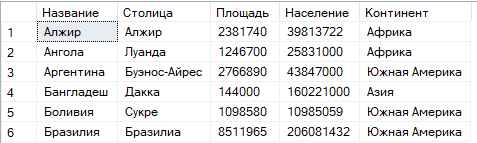 Название Столица Площадь Население Континент
1 Алжир Алжир 2381740 39813722 Африка
2 Ангола Луанда 1246700 25831000 Африка
3 Аргентина Буэнос-Айрес 2766890 43847000 Южная Америка
4 Бангладеш Дакка 144000 160221000 Азия
5 Боливия Сукре 1098580 10985059 Южная Америка
6 Бразилия Бразилиа 8511965 206081432 Южная Америка